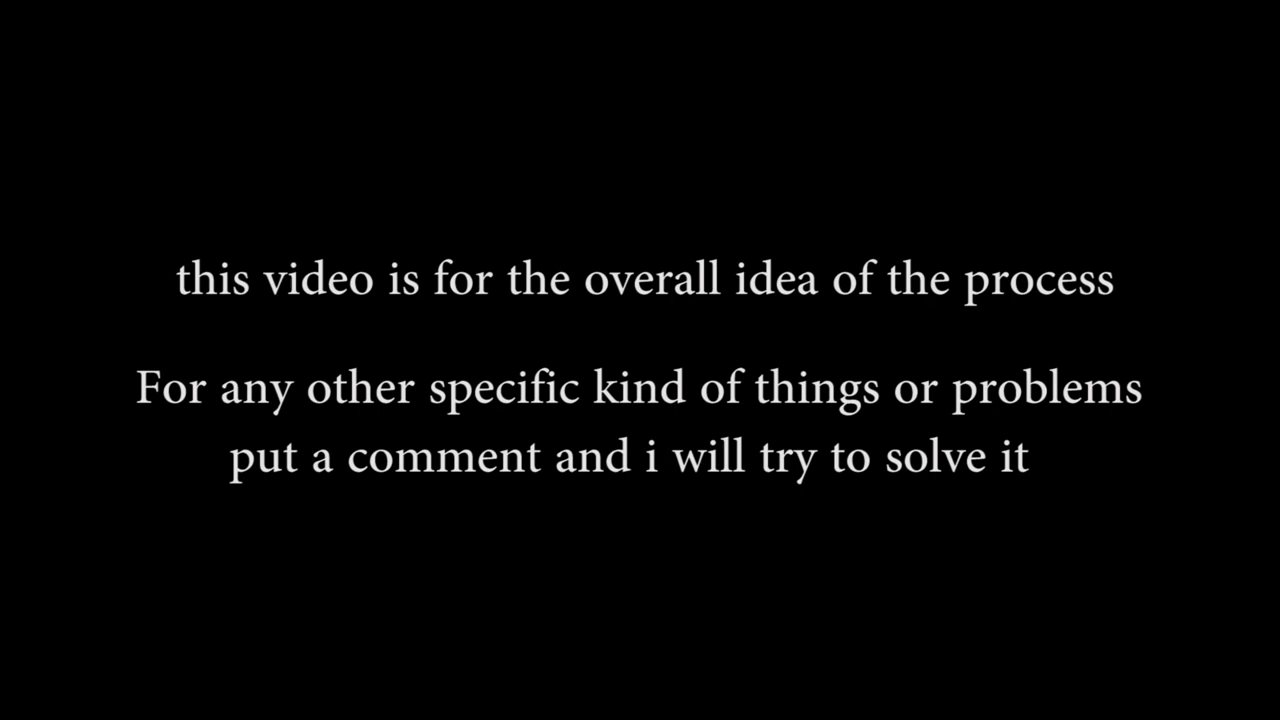 this video is for the overall idea of the process
For any other specific kind of things or problems
put a comment and i will try to solve it